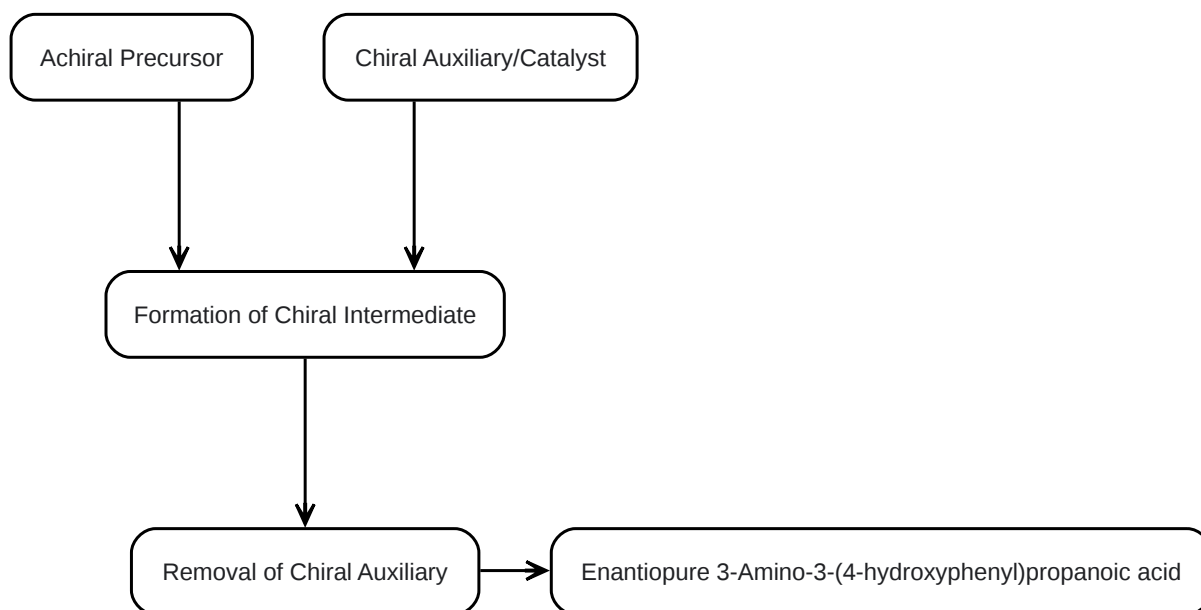 Achiral Precursor
Chiral Auxiliary/Catalyst
Formation of Chiral Intermediate
Removal of Chiral Auxiliary
Enantiopure 3-Amino-3-(4-hydroxyphenyl)propanoic acid